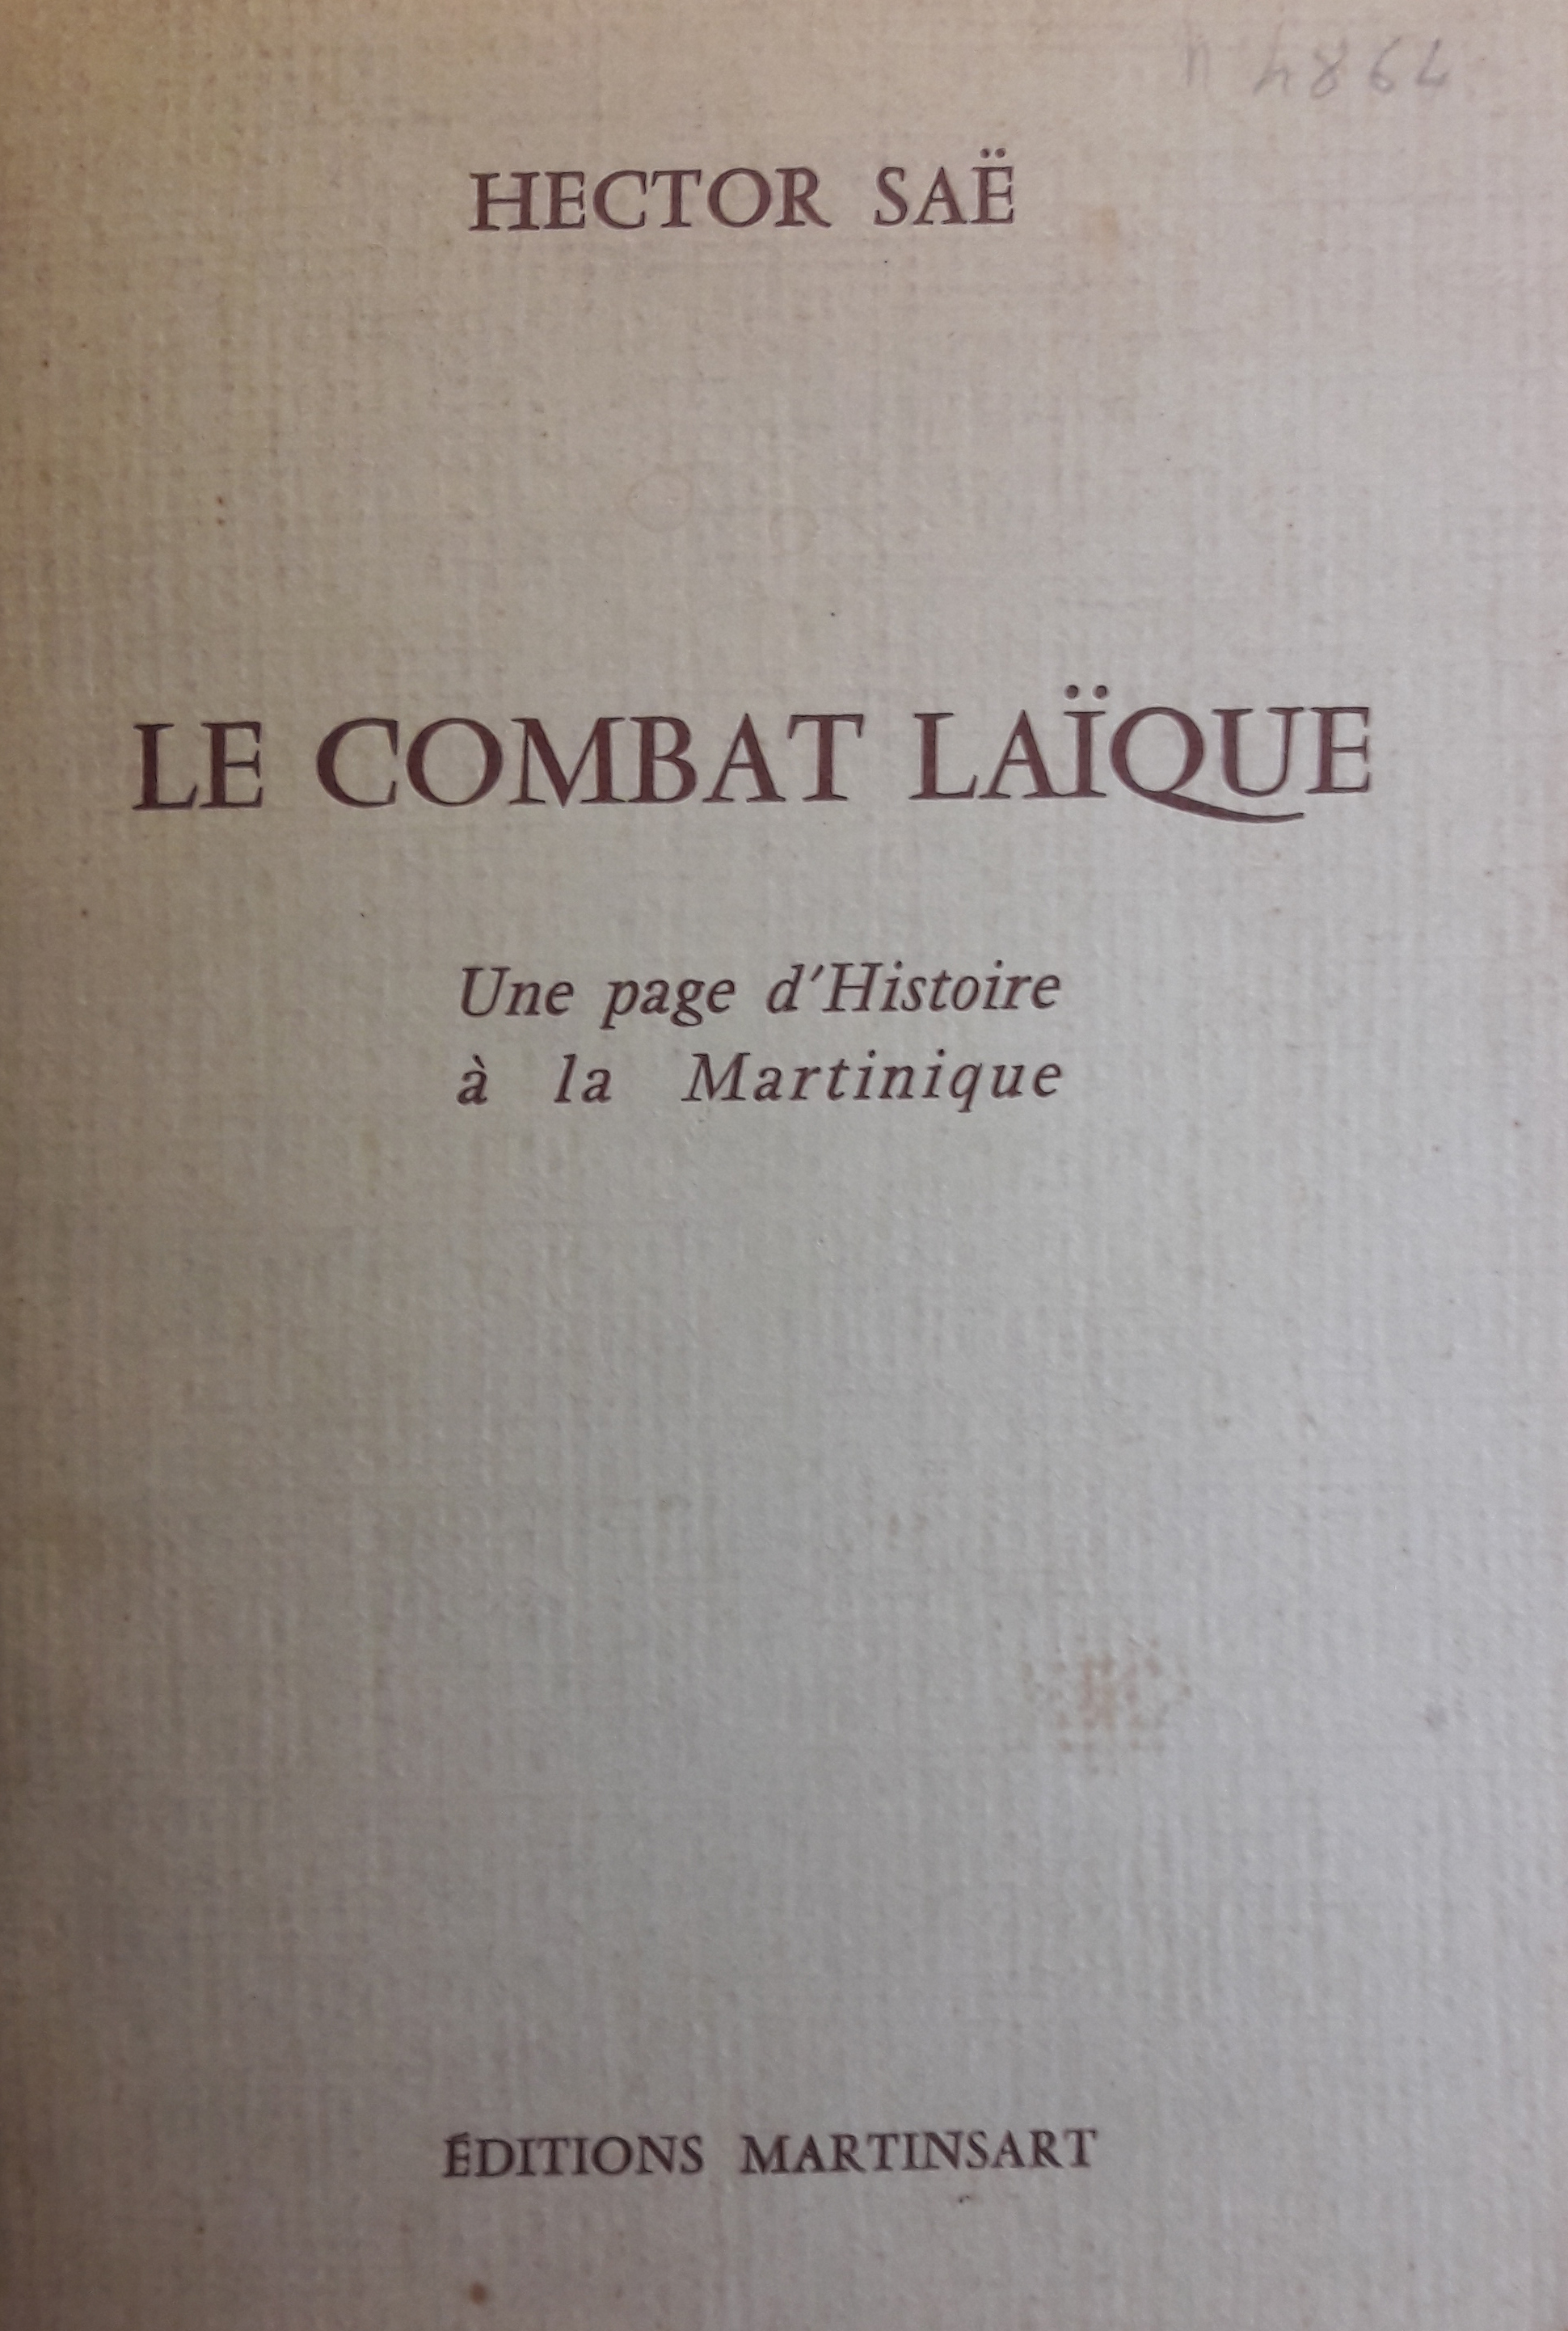 n 4864
HECTOR SAË
LE COMBAT LAÏQUE
Une page d'Histoire
à la Martinique
ÉDITIONS MARTINSART